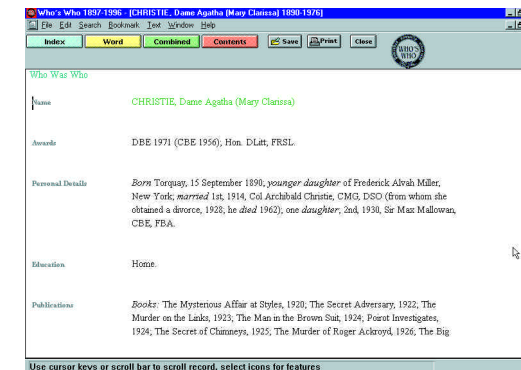 Who's Who 1897-1996 - [CHRISTIE, Dame Agatha (Mary Clarissa) 1890-1976]
File Edit Search Bookmark Text Window Help
Index Word Combined Contents Save Print Close WHO'S WHO
Who Was Who
Name CHRISTIE, Dame Agatha (Mary Clarissa)
Awards DBE 1971 (CBE 1956); Hon. DLitt; FRSL.
Personal Details Born Torquay, 15 September 1890; younger daughter of Frederick Alvah Miller,
New York; married 1st, 1914, Col Archibald Christie, CMG, DSO (from whom she
obtained a divorce, 1928; he died 1962); one daughter; 2nd, 1930, Sir Max Mallowan,
CBE, FBA.
Education Home.
Publications Books: The Mysterious Affair at Styles, 1920; The Secret Adversary, 1922; The
Murder on the Links, 1923; The Man in the Brown Suit, 1924; Poirot Investigates,
1924; The Secret of Chimneys, 1925; The Murder of Roger Ackroyd, 1926; The Big
Use cursor keys or scroll bar to scroll record, select icons for features